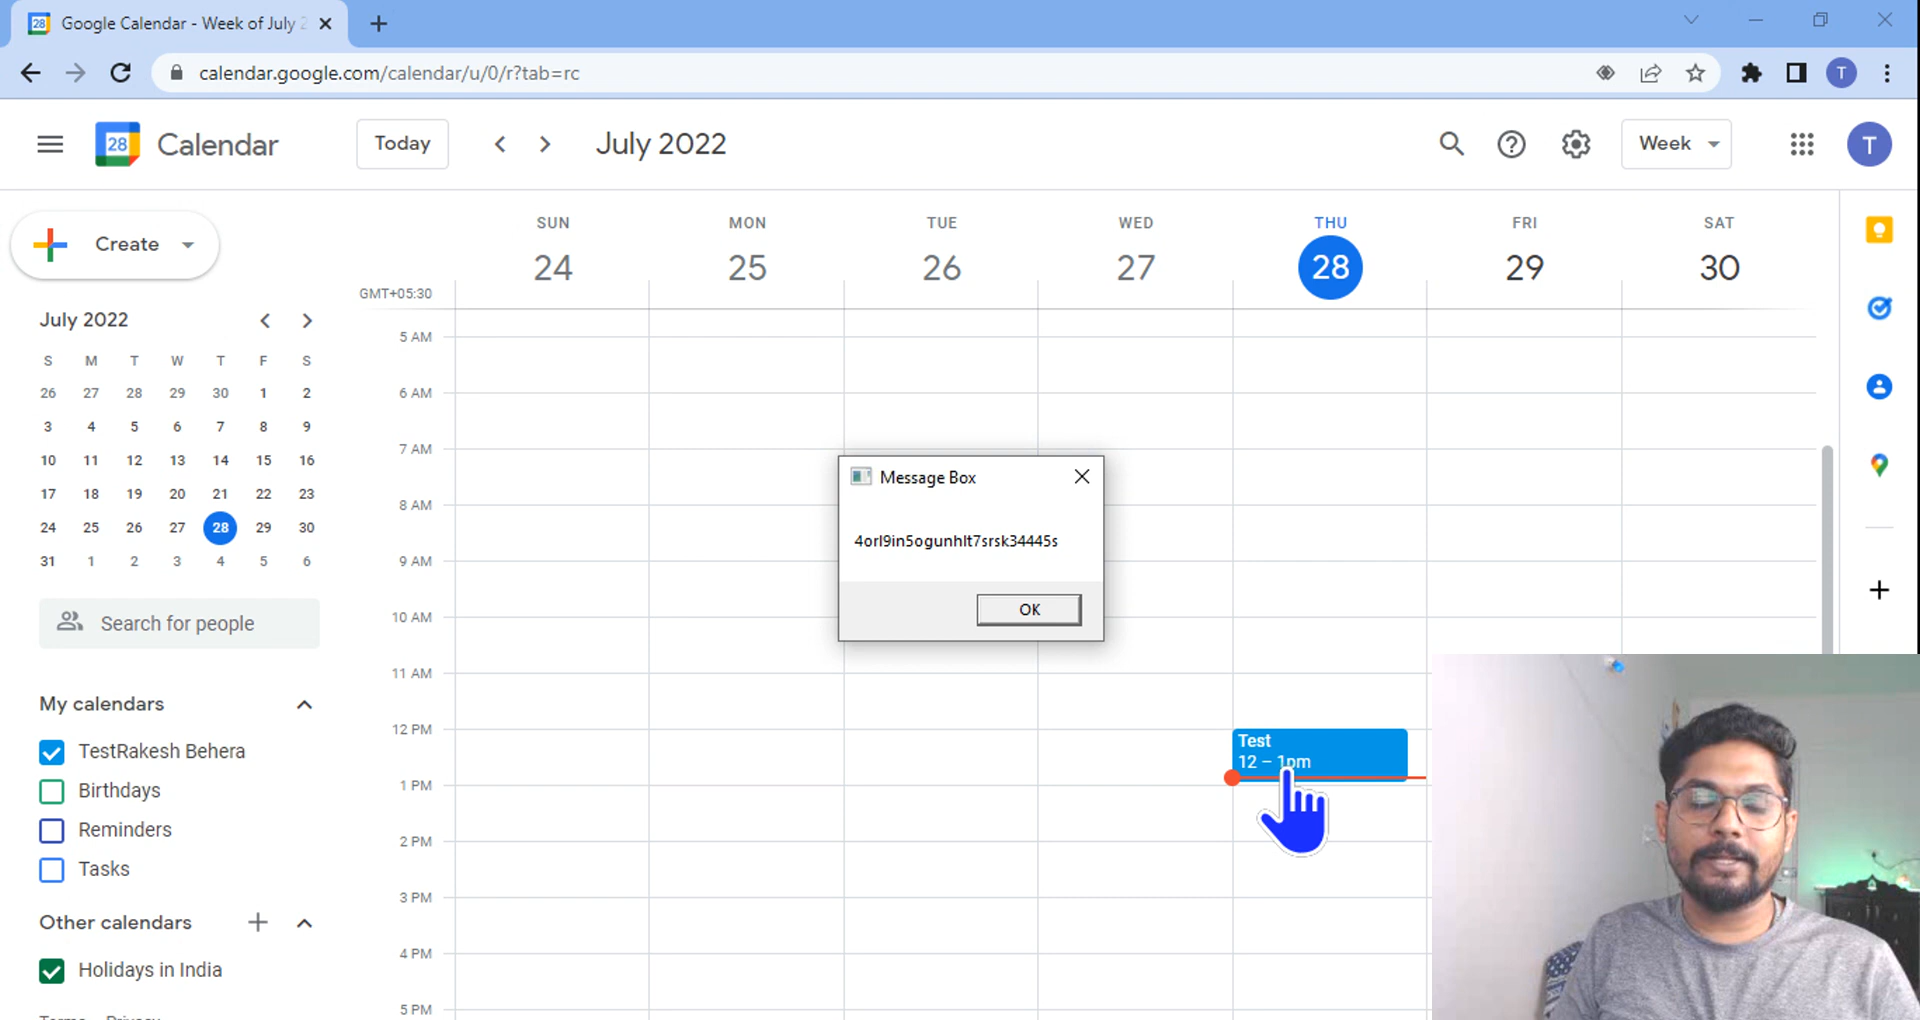 28 Google Calendar - Week of July 2
calendar.google.com/calendar/u/0/r?tab=rc
T
28 Calendar
Today
July 2022
Week
T
Create
SUN MON TUE WED THU FRI SAT
24 25 26 27 28 29 30
GMT+05:30
July 2022
S M T W T F S
26 27 28 29 30 1 2
3 4 5 6 7 8 9
10 11 12 13 14 15 16
17 18 19 20 21 22 23
24 25 26 27 28 29 30
31 1 2 3 4 5 6
Search for people
My calendars
TestRakesh Behera
Birthdays
Reminders
Tasks
Other calendars
Holidays in India
Terms – Privacy
5 AM
6 AM
7 AM
8 AM
9 AM
10 AM
11 AM
12 PM
1 PM
2 PM
3 PM
4 PM
5 PM
Test
12 – 1pm
Message Box
4orl9in5ogunhlt7srsk34445s
OK